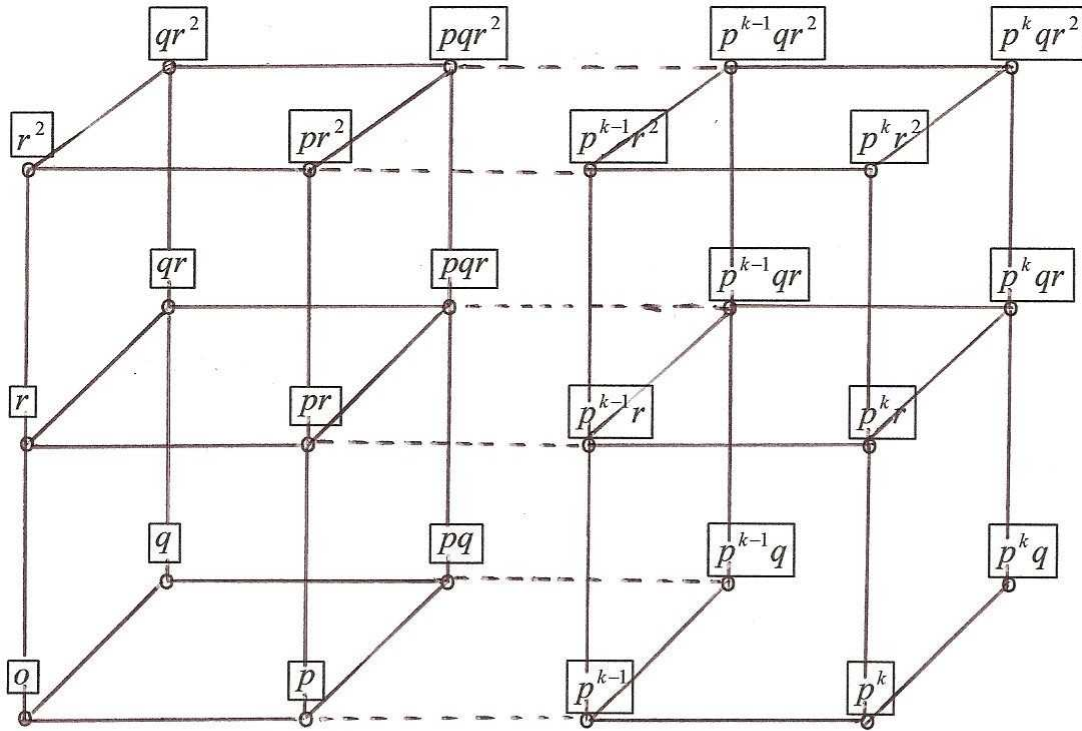 qr² pqr² p^{k-1}qr² p^k qr²
r² pr² p^{k-1}r² p^k r²
qr pqr p^{k-1}qr p^k qr
r pr p^{k-1}r p^k r
q pq p^{k-1}q p^k q
o p p^{k-1} p^k